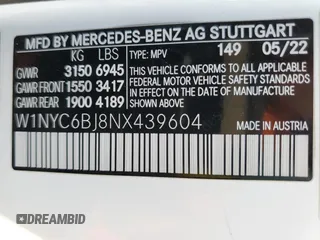 MFD BY MERCEDES-BENZ AG STUTTGART
KG LBS TYPE: MPV 149 05/22
GVWR 3150 6945
GAWR FRONT 1550 3417
GAWR REAR 1900 4189
THIS VEHICLE CONFORMS TO ALL APPLICABLE
FEDERAL MOTOR VEHICLE SAFETY STANDARDS
IN EFFECT ON THE DATE OF
MANUFACTURE SHOWN ABOVE.
W1NYC6BJ8NX439604
MADE IN AUSTRIA
DREAMBID